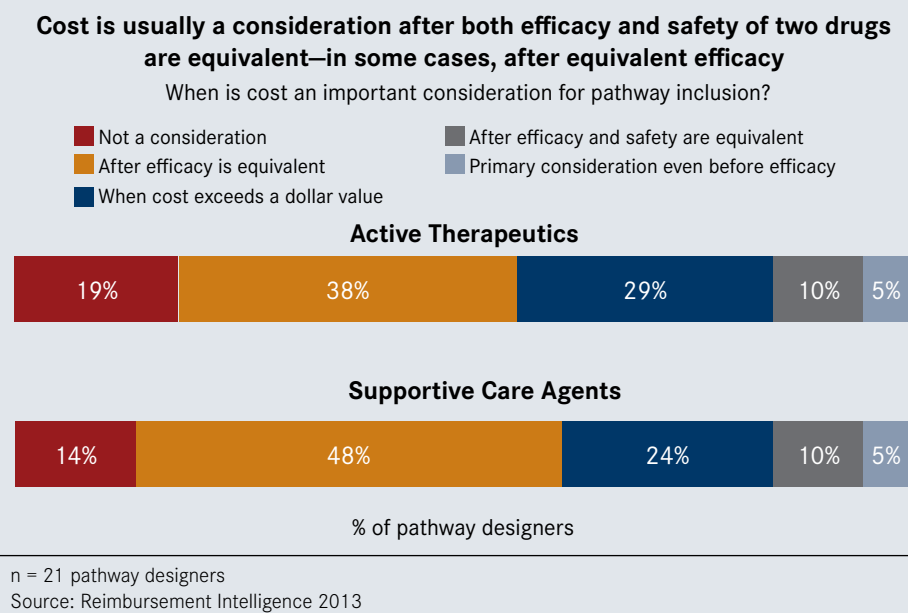 Cost is usually a consideration after both efficacy and safety of two drugs
are equivalent—in some cases, after equivalent efficacy
When is cost an important consideration for pathway inclusion?
Not a consideration
After efficacy is equivalent
When cost exceeds a dollar value
After efficacy and safety are equivalent
Primary consideration even before efficacy
Active Therapeutics
19% 38% 29% 10% 5%
Supportive Care Agents
14% 48% 24% 10% 5%
% of pathway designers
n = 21 pathway designers
Source: Reimbursement Intelligence 2013